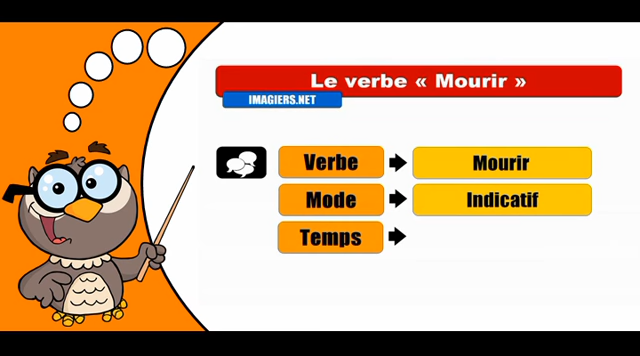 Le verbe « Mourir »
IMAGIERS.NET
Verbe Mourir
Mode Indicatif
Temps